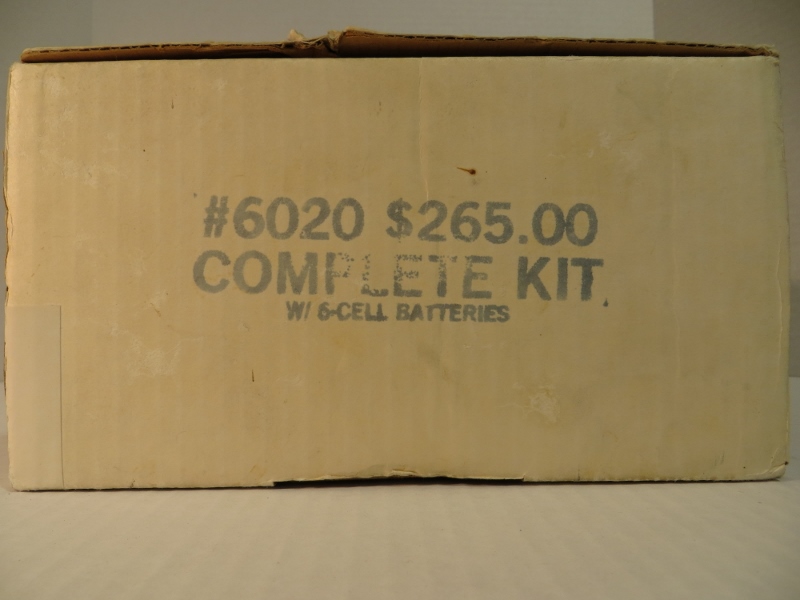 #6020 $265.00
COMPLETE KIT
W/ 6-CELL BATTERIES